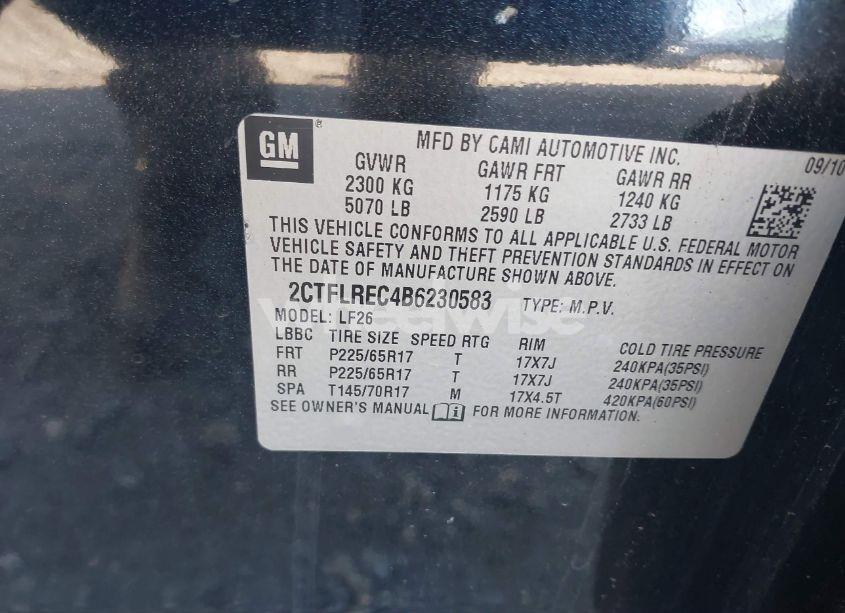 GM
MFD BY CAMI AUTOMOTIVE INC. 09/10
GVWR GAWR FRT GAWR RR
2300 KG 1175 KG 1240 KG
5070 LB 2590 LB 2733 LB
THIS VEHICLE CONFORMS TO ALL APPLICABLE U.S. FEDERAL MOTOR
VEHICLE SAFETY AND THEFT PREVENTION STANDARDS IN EFFECT ON
THE DATE OF MANUFACTURE SHOWN ABOVE.
2CTFLREC4B6230583 TYPE: M.P.V.
wheelwise
MODEL: LF26
LBBC TIRE SIZE SPEED RTG RIM COLD TIRE PRESSURE
FRT P225/65R17 T 17X7J 240KPA(35PSI)
RR P225/65R17 T 17X7J 240KPA(35PSI)
SPA T145/70R17 M 17X4.5T 420KPA(60PSI)
SEE OWNER'S MANUAL FOR MORE INFORMATION.